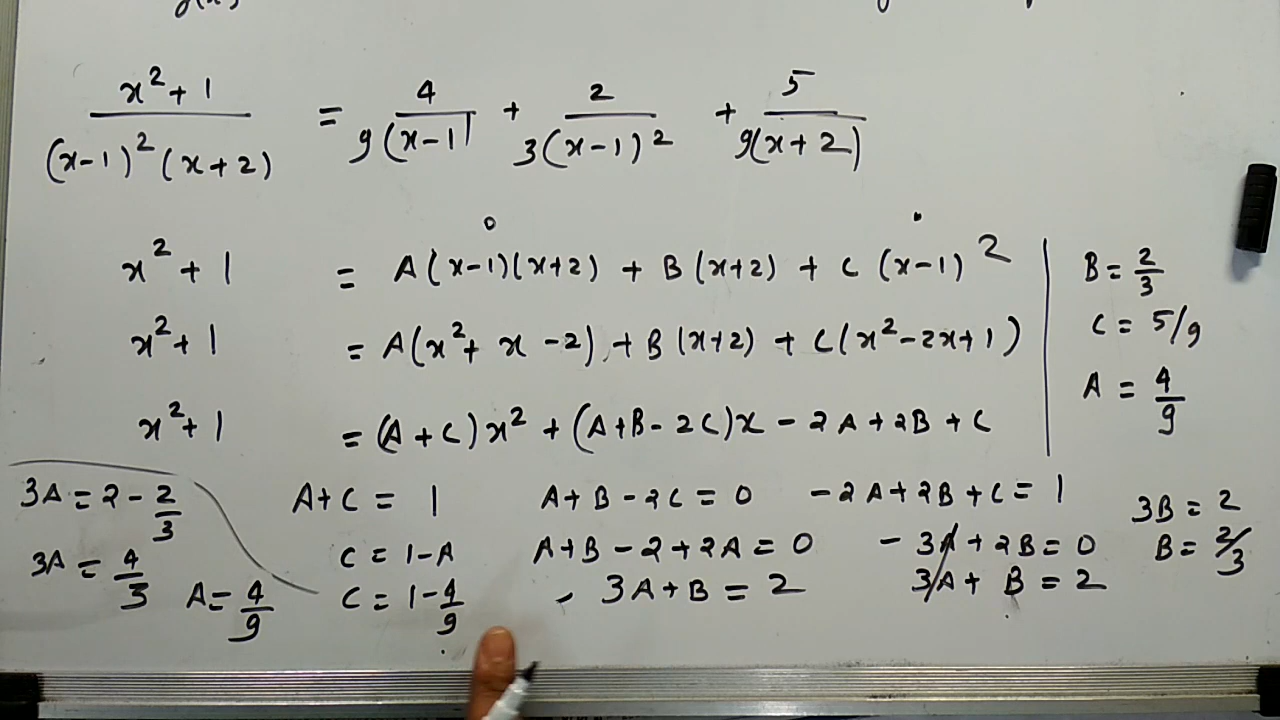 x²+1/(x-1)²(x+2) = 4/9(x-1) + 2/3(x-1)² + 5/9(x+2)
x²+1 = A(x-1)(x+2) + B(x+2) + C(x-1)²
x²+1 = A(x²+x-2) + B(x+2) + C(x²-2x+1)
x²+1 = (A+C)x² + (A+B-2C)x - 2A+2B+C
B = 2/3
C = 5/9
A = 4/9
3A = 2 - 2/3
3A = 4/3
A = 4/9
A+C = 1
C = 1-A
C = 1-4/9
A+B-2C = 0
A+B-2+2A = 0
3A+B = 2
-2A+2B+C = 1
-3A+2B = 0
3A+B = 2
3B = 2
B = 2/3